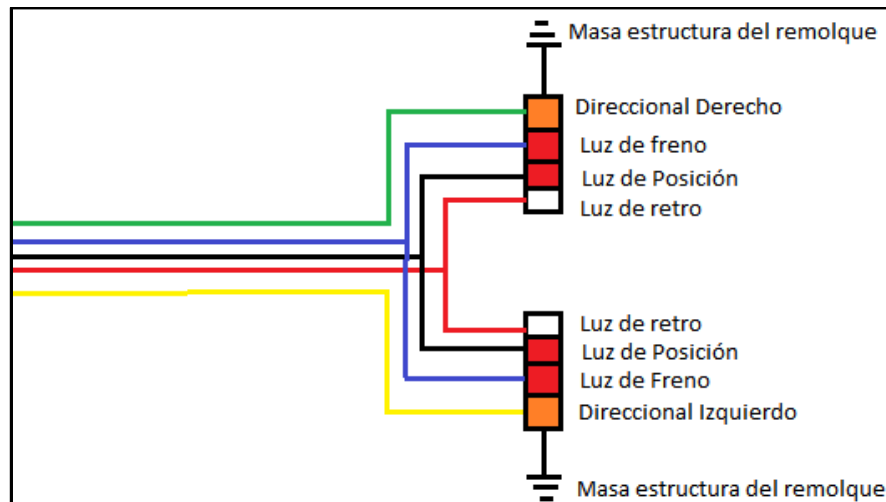 Masa estructura del remolque
Direccional Derecho
Luz de freno
Luz de Posición
Luz de retro
Luz de retro
Luz de Posición
Luz de Freno
Direccional Izquierdo
Masa estructura del remolque